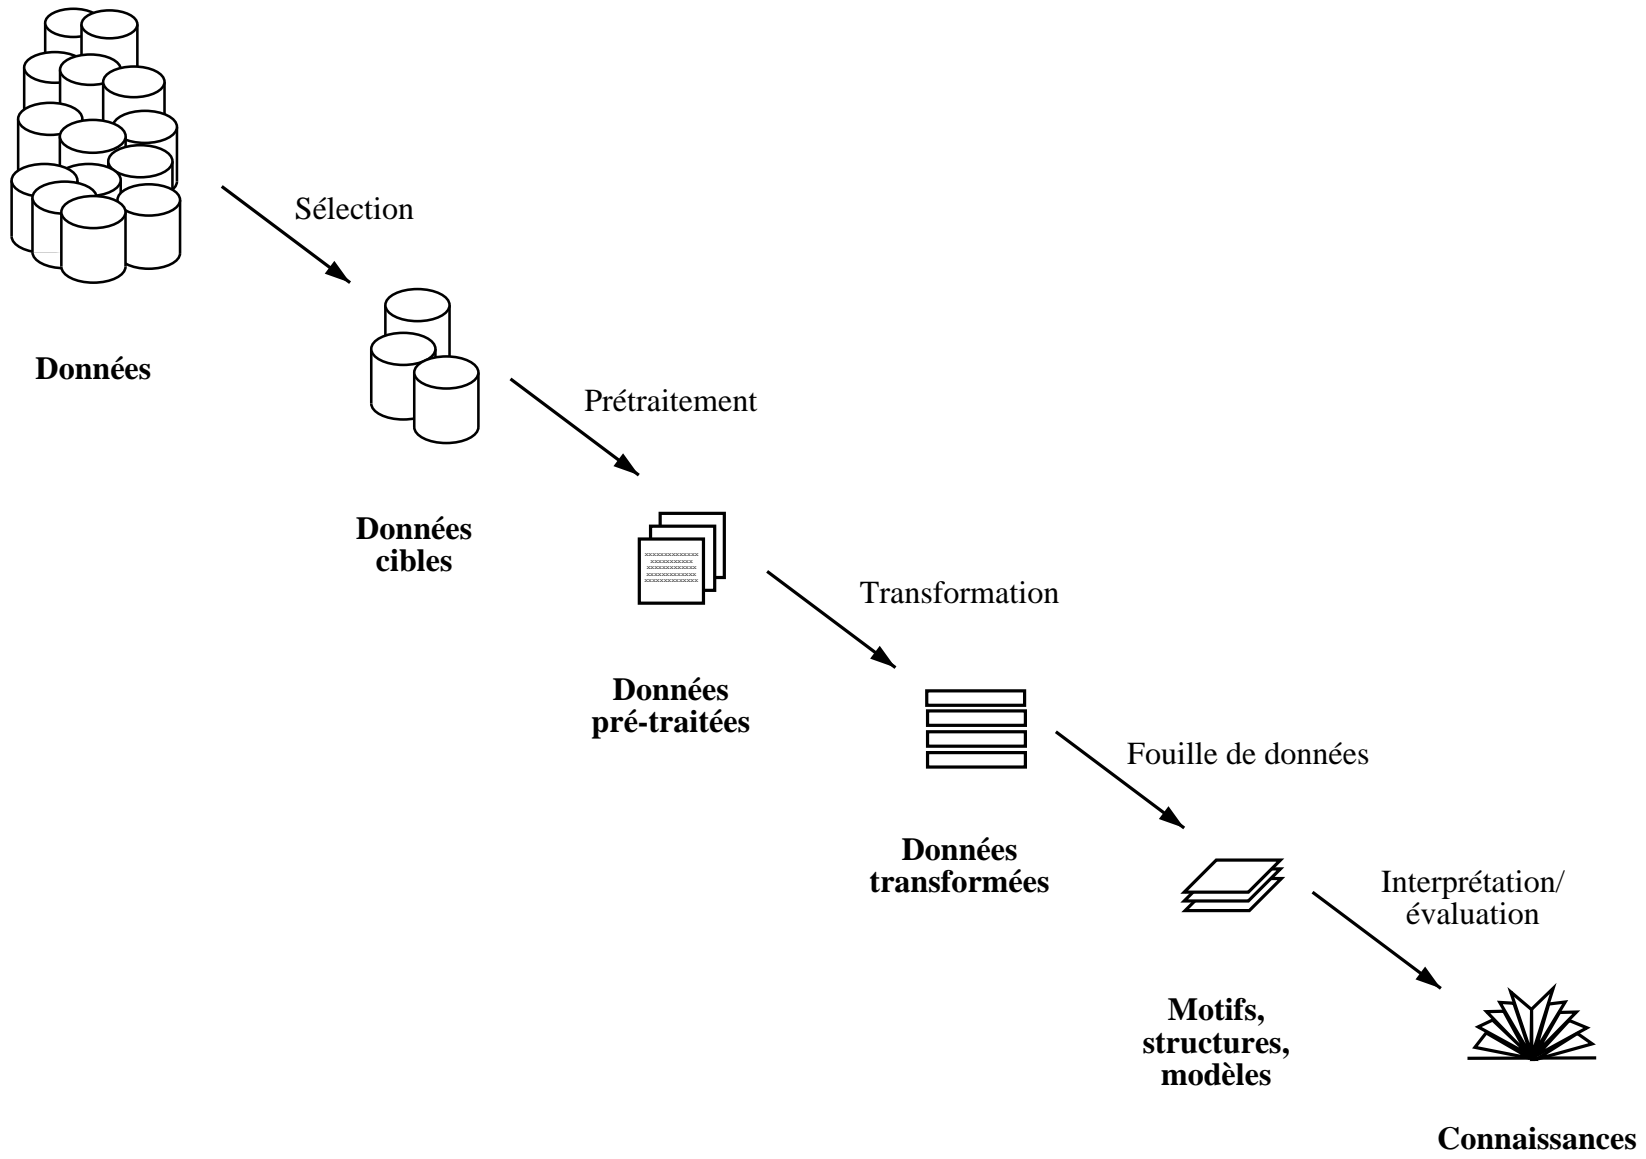 Sélection
Données
Prétraitement
Données
cibles
Transformation
Données
pré-traitées
Fouille de données
Données
transformées
Interprétation/
évaluation
Motifs,
structures,
modèles
Connaissances